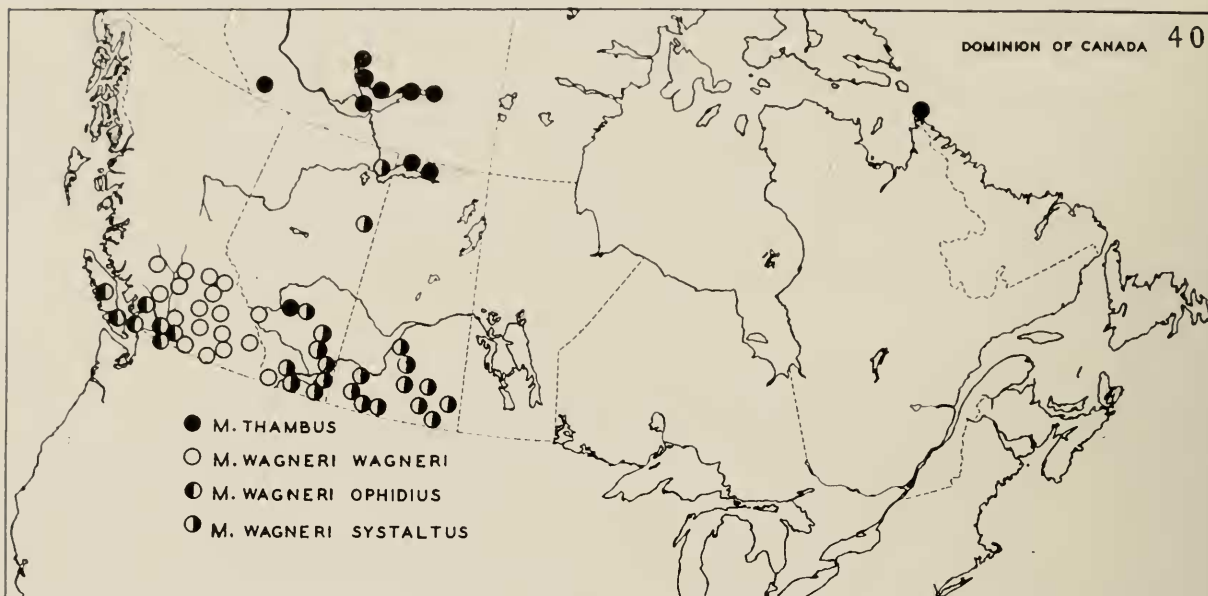 DOMINION OF CANADA 40
M. THAMBUS
M. WAGNERI WAGNERI
M. WAGNERI OPHIDIUS
M. WAGNERI SYSTALTUS